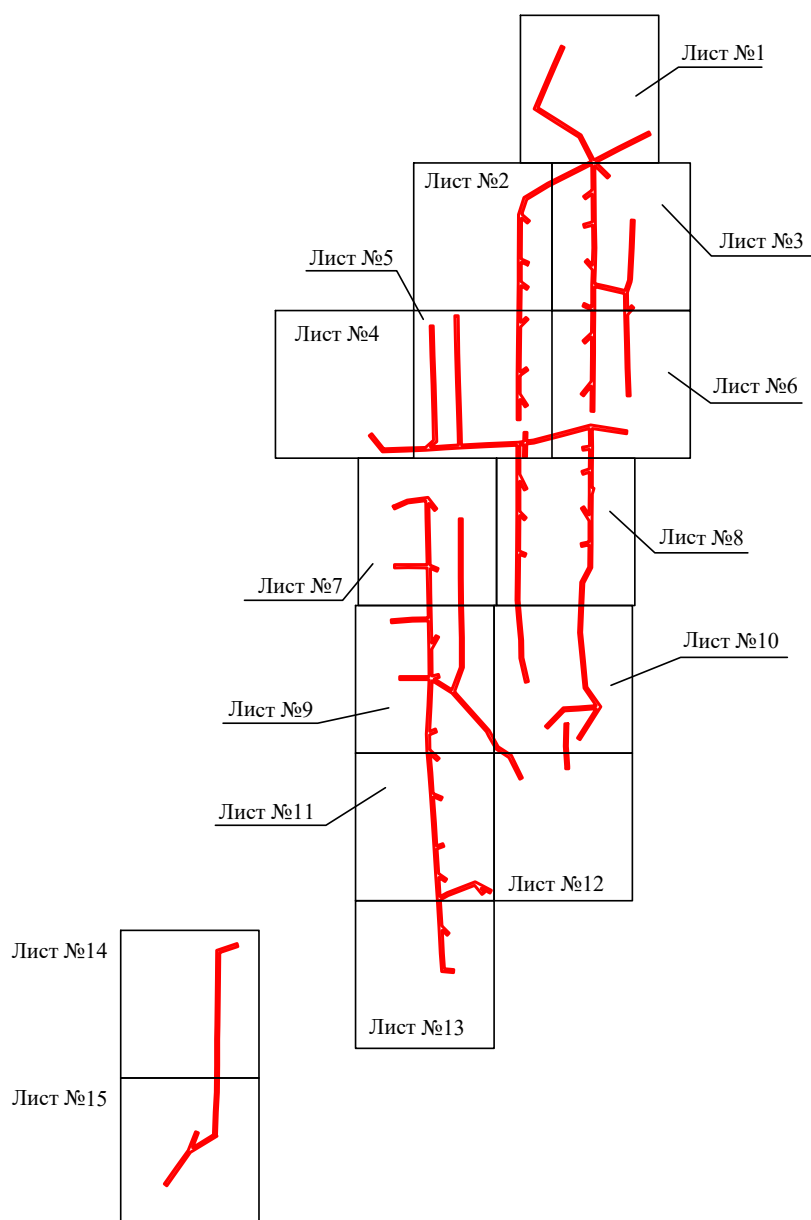 Лист №1
Лист №2
Лист №3
Лист №5
Лист №4
Лист №6
Лист №8
Лист №7
Лист №10
Лист №9
Лист №11
Лист №12
Лист №14
Лист №13
Лист №15